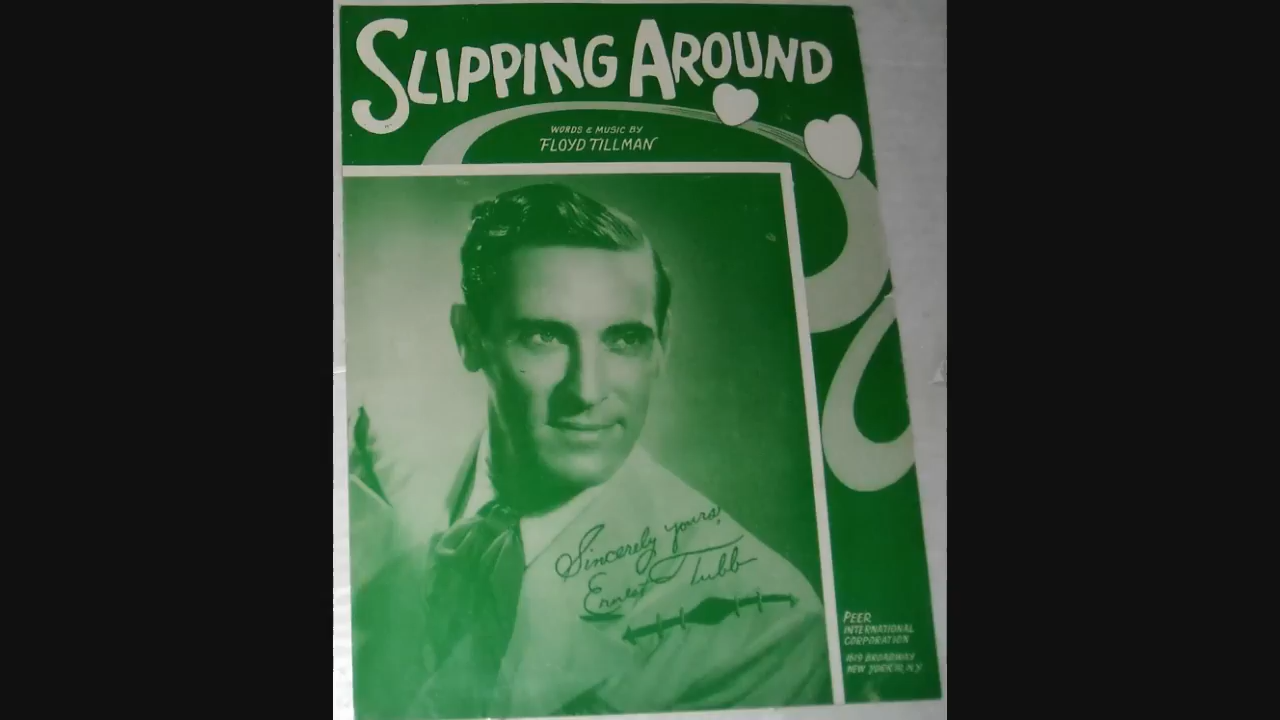 SLIPPING AROUND
WORDS & MUSIC BY
FLOYD TILLMAN
Sincerely yours,
Ernest Tubb
PEER
INTERNATIONAL
CORPORATION
1619 BROADWAY
NEW YORK 19, N.Y.